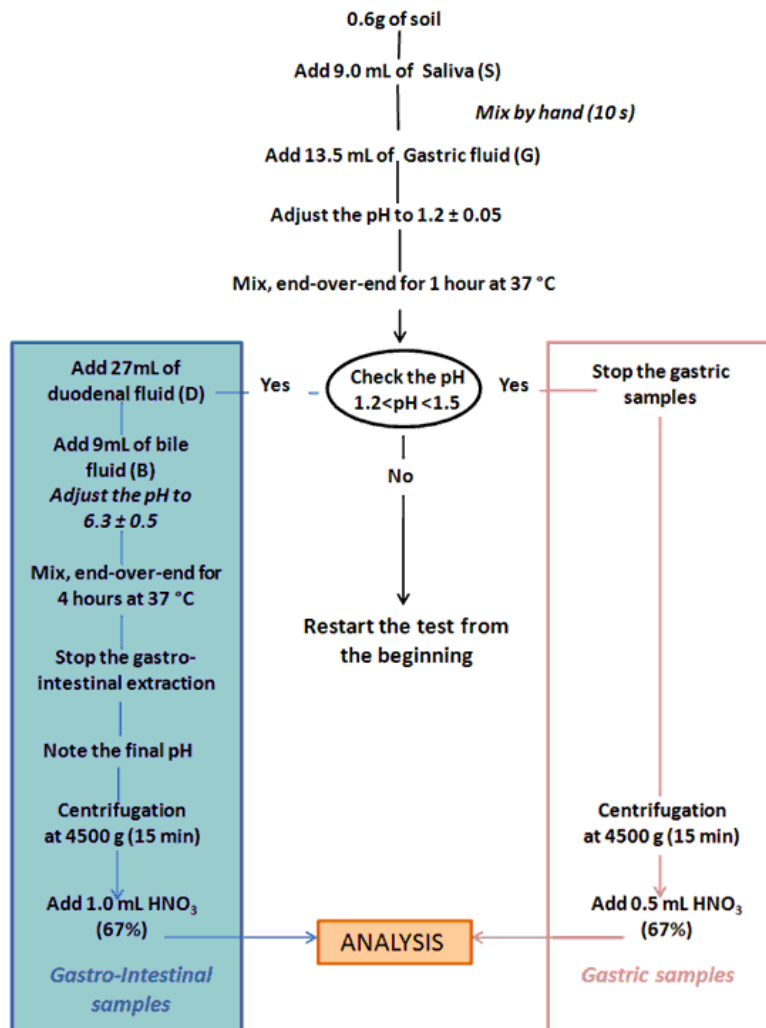 0.6g of soil
Add 9.0 mL of Saliva (S)
Mix by hand (10 s)
Add 13.5 mL of Gastric fluid (G)
Adjust the pH to 1.2 ± 0.05
Mix, end-over-end for 1 hour at 37 °C
Add 27mL of
duodenal fluid (D)
Yes
Check the pH
1.2<pH <1.5
Yes
Stop the gastric
samples
Add 9mL of bile
fluid (B)
Adjust the pH to
6.3 ± 0.5
No
Mix, end-over-end for
4 hours at 37 °C
Restart the test from
the beginning
Stop the gastro-
intestinal extraction
Note the final pH
Centrifugation
at 4500 g (15 min)
Centrifugation
at 4500 g (15 min)
Add 1.0 mL HNO₃
(67%)
ANALYSIS
Add 0.5 mL HNO₃
(67%)
Gastro-Intestinal
samples
Gastric samples